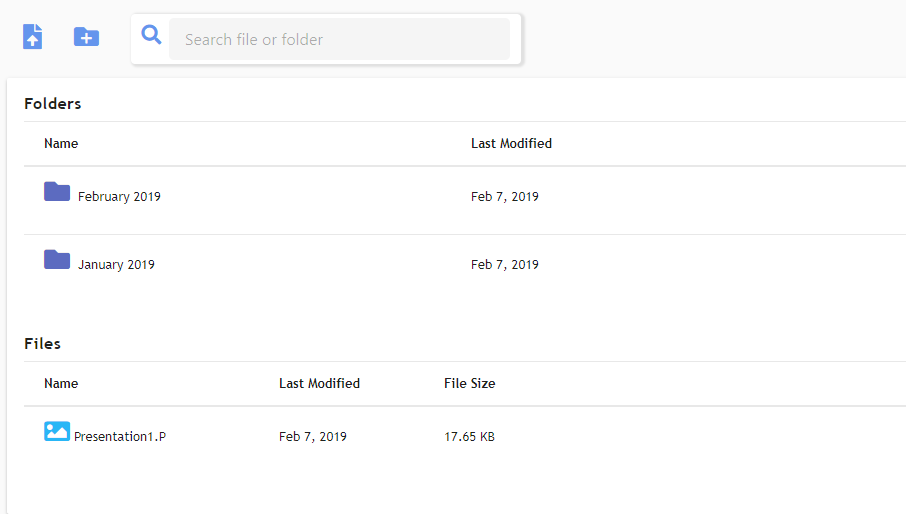 Search file or folder
Folders
Name Last Modified
February 2019 Feb 7, 2019
January 2019 Feb 7, 2019
Files
Name Last Modified File Size
Presentation1.P Feb 7, 2019 17.65 KB